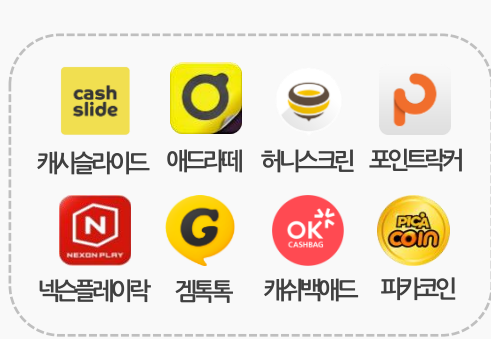 cash
slide
캐시슬라이드 애드라떼 허니스크린 포인트락커
NEXON PLAY
G
OK
CASHBAG
PICA
COIN
넥슨플레이락 겜톡톡 캐쉬백애드 피카코인